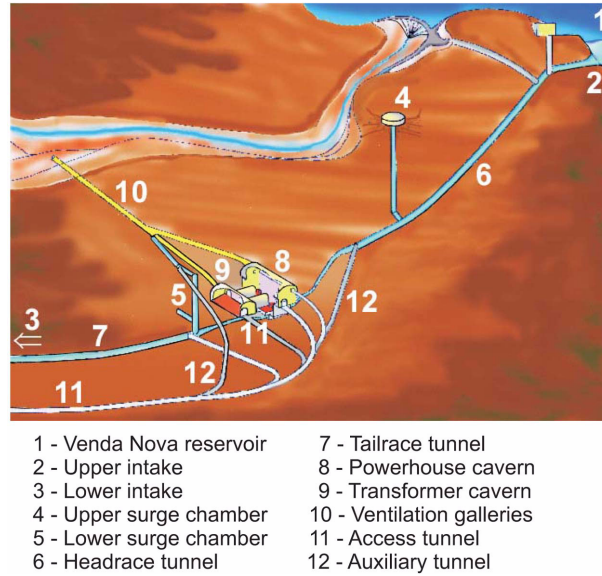 1
2
4
6
10
8
9
12
5
3
11
7
12
11
1 - Venda Nova reservoir
2 - Upper intake
3 - Lower intake
4 - Upper surge chamber
5 - Lower surge chamber
6 - Headrace tunnel
7 - Tailrace tunnel
8 - Powerhouse cavern
9 - Transformer cavern
10 - Ventilation galleries
11 - Access tunnel
12 - Auxiliary tunnel